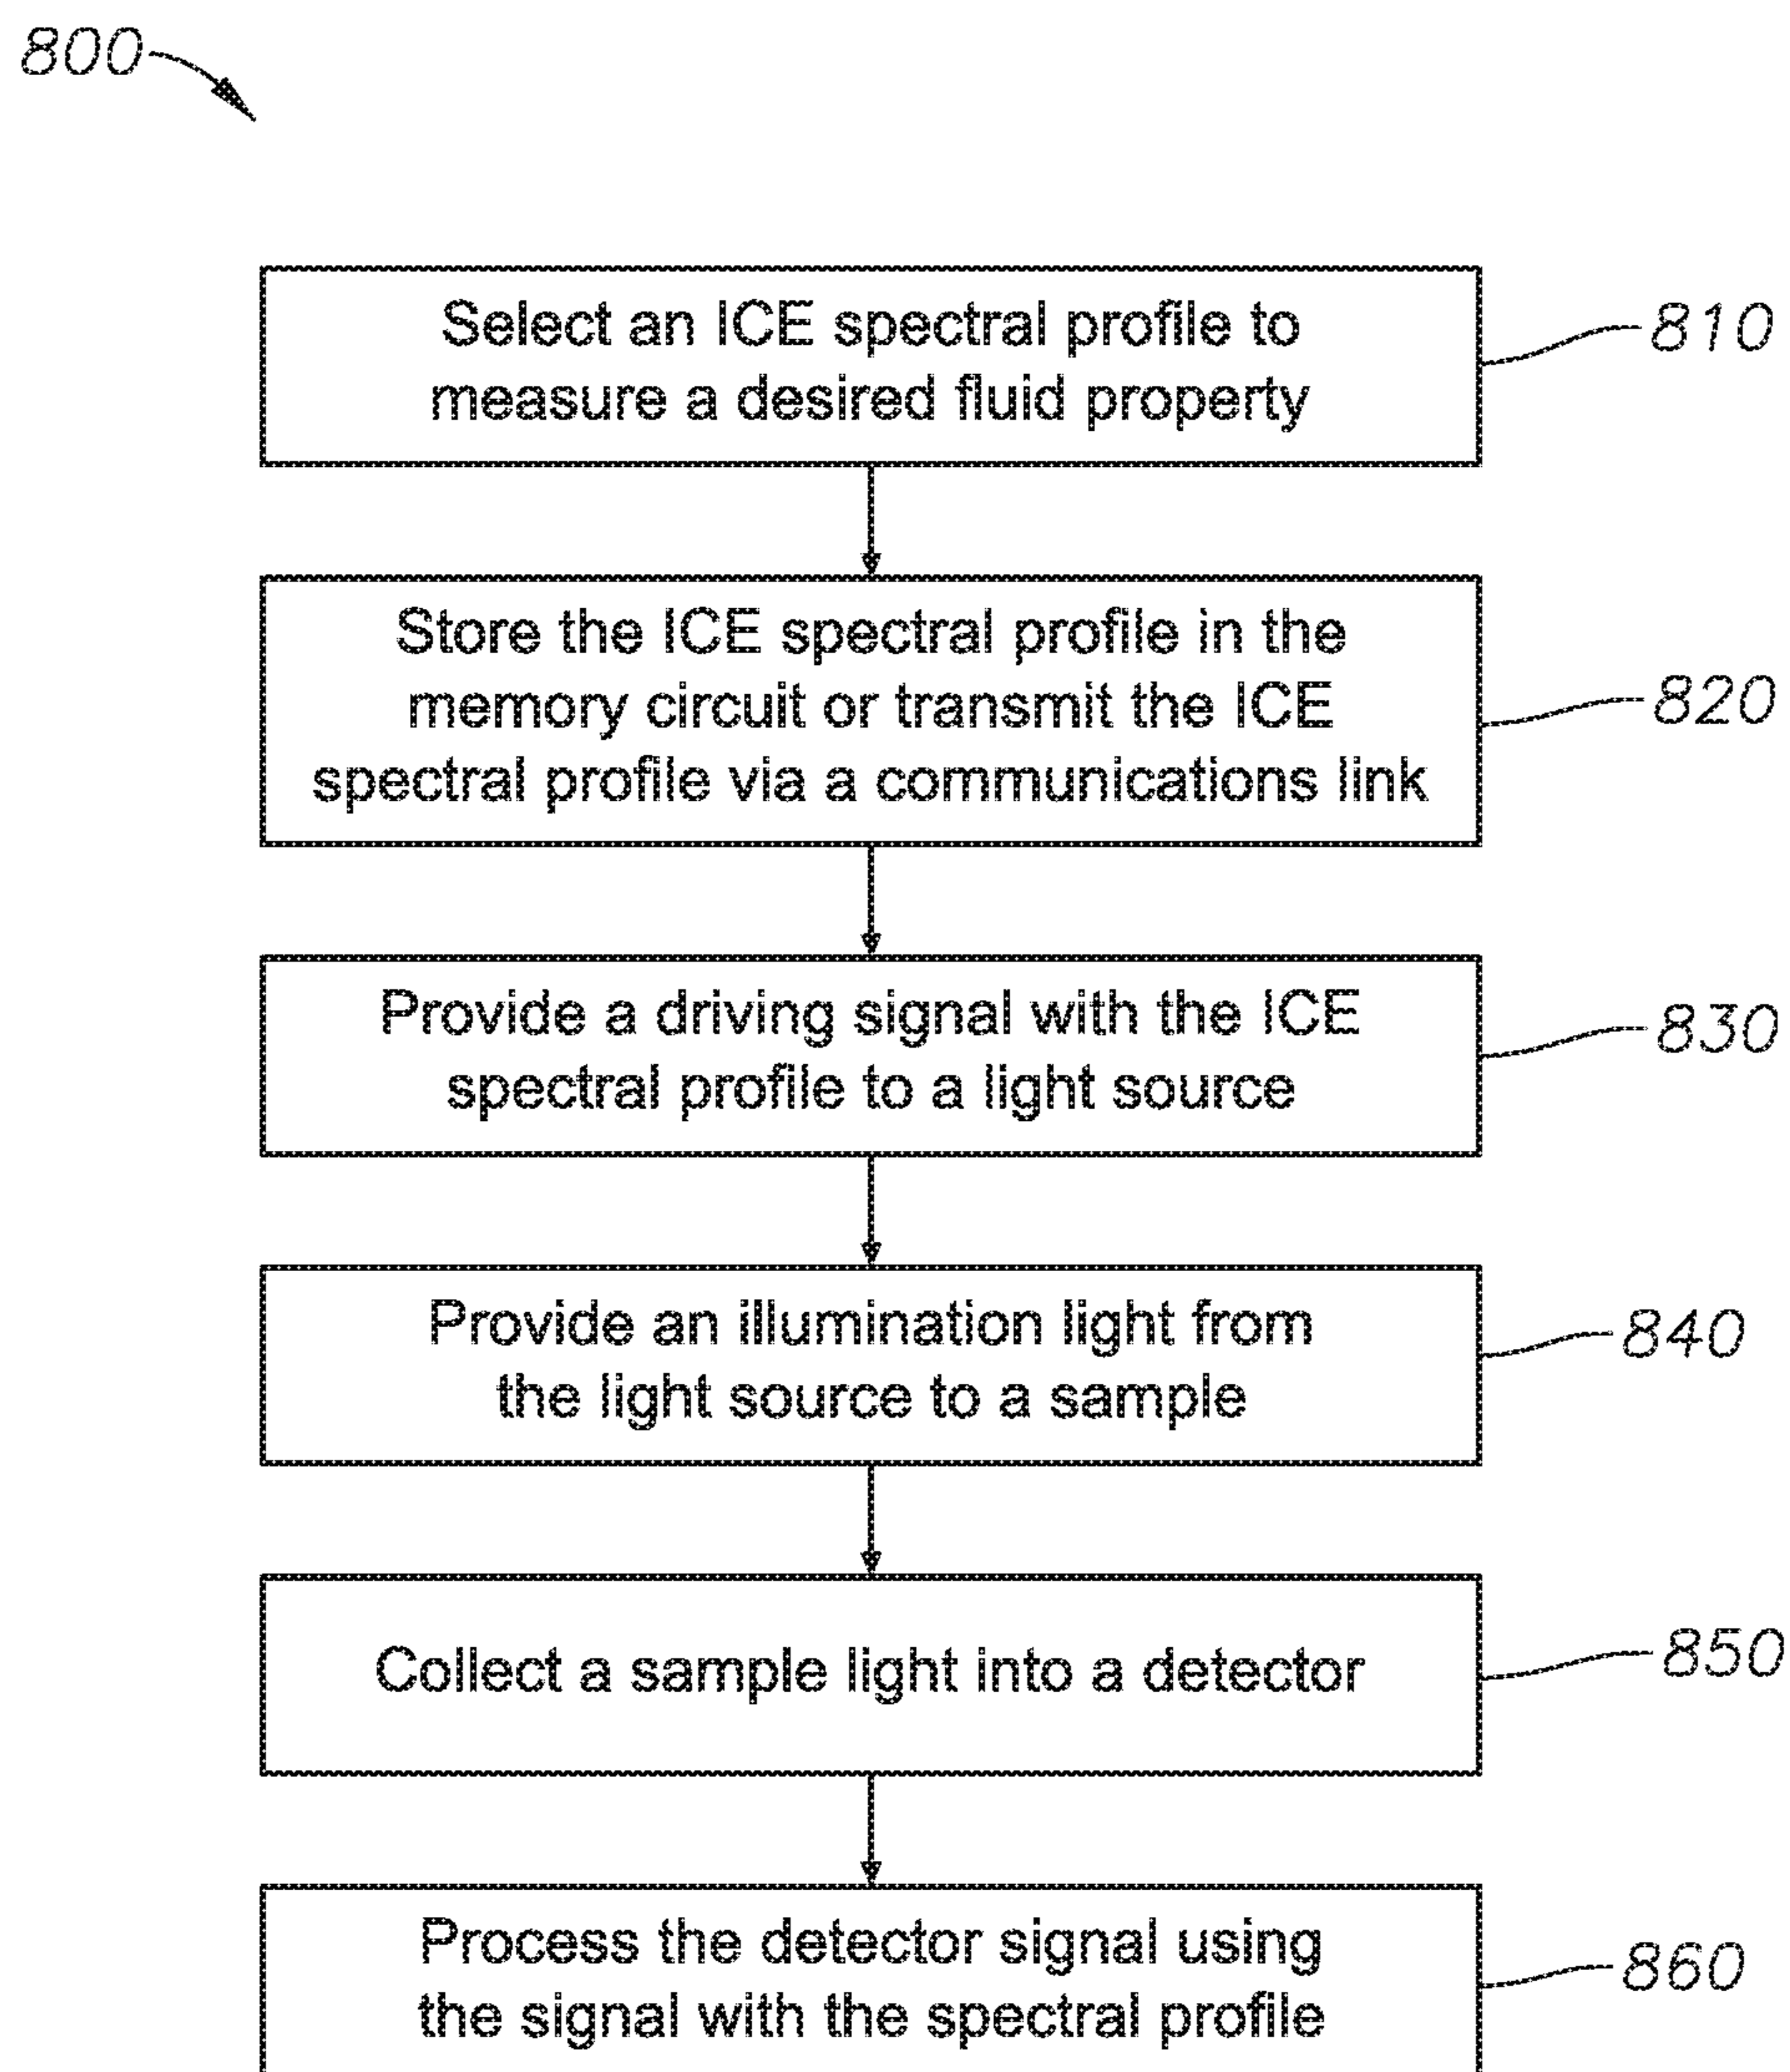 800
Select an ICE spectral profile to
measure a desired fluid property
810
Store the ICE spectral profile in the
memory circuit or transmit the ICE
spectral profile via a communications link
820
Provide a driving signal with the ICE
spectral profile to a light source
830
Provide an illumination light from
the light source to a sample
840
Collect a sample light into a detector
850
Process the detector signal using
the signal with the spectral profile
860